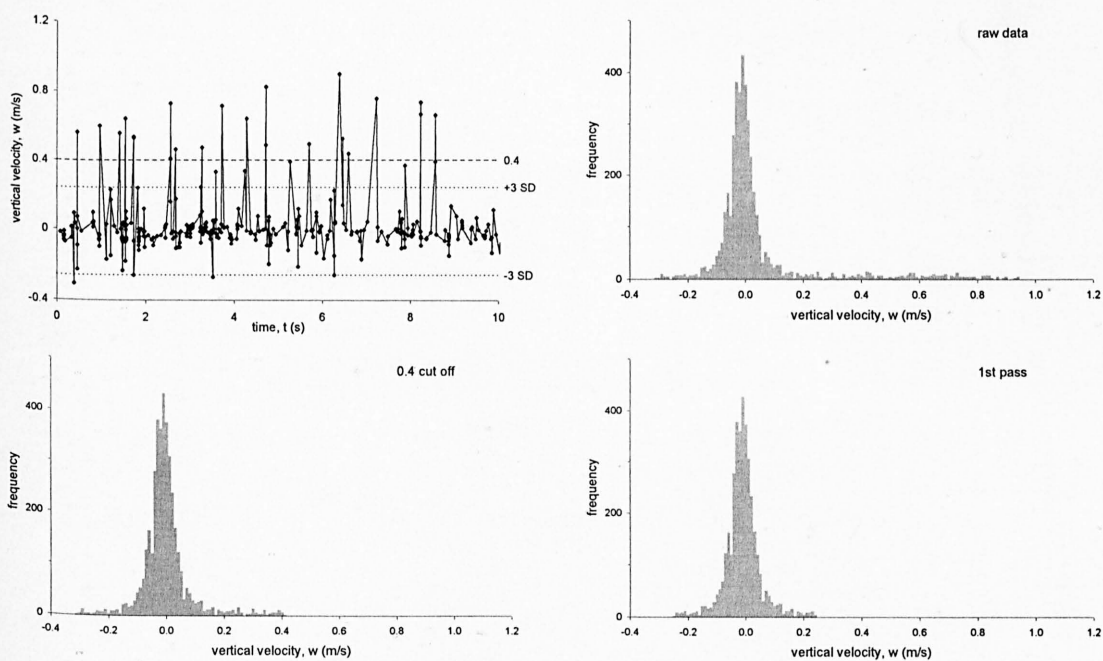 1.2
0.8
0.4
0
-0.4
vertical velocity, w (m/s)
0.4
+3 SD
-3 SD
0 2 4 6 8 10
time, t (s)
raw data
400
200
0
frequency
-0.4 -0.2 0.0 0.2 0.4 0.6 0.8 1.0 1.2
vertical velocity, w (m/s)
0.4 cut off
400
200
0
frequency
-0.4 -0.2 0.0 0.2 0.4 0.6 0.8 1.0 1.2
vertical velocity, w (m/s)
1st pass
400
200
0
frequency
-0.4 -0.2 0.0 0.2 0.4 0.6 0.8 1.0 1.2
vertical velocity, w (m/s)